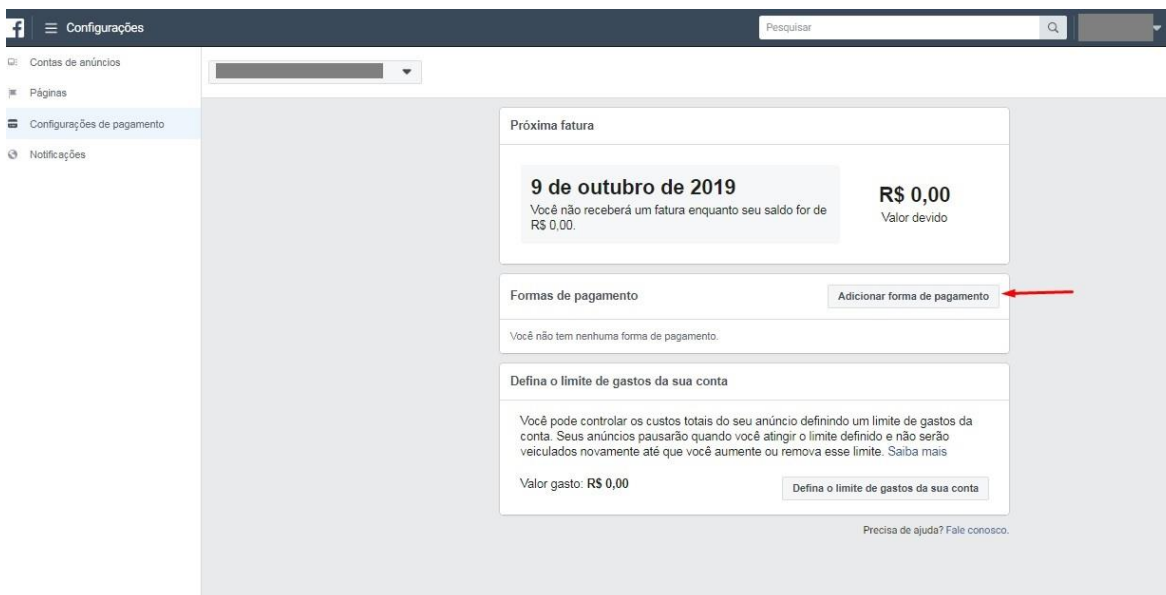 Configurações
Pesquisar
Contas de anúncios
Páginas
Configurações de pagamento
Notificações
Próxima fatura
9 de outubro de 2019
Você não receberá um fatura enquanto seu saldo for de
R$ 0,00.
R$ 0,00
Valor devido
Formas de pagamento
Adicionar forma de pagamento
Você não tem nenhuma forma de pagamento.
Defina o limite de gastos da sua conta
Você pode controlar os custos totais do seu anúncio definindo um limite de gastos da
conta. Seus anúncios pausarão quando você atingir o limite definido e não serão
veiculados novamente até que você aumente ou remova esse limite. Saiba mais
Valor gasto: R$ 0,00
Defina o limite de gastos da sua conta
Precisa de ajuda? Fale conosco.